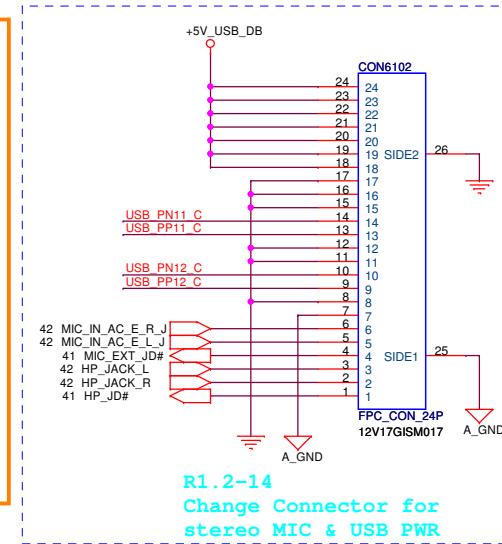 +5V_USB_DB
CON6102
24 24
23 23
22 22
21 21
20 20
19 19 SIDE2 26
18 18
17 17
16 16
15 15
USB_PN11_C 14 14
USB_PP11_C 13 13
12 12
11 11
USB_PN12_C 10 10
USB_PP12_C 9 9
8 8
7 7
42 MIC_IN_AC_E_R_J 6 6
42 MIC_IN_AC_E_L_J 5 5
41 MIC_EXT_JD# 4 4 SIDE1 25
42 HP_JACK_L 3 3
42 HP_JACK_R 2 2
41 HP_JD# 1 1
FPC_CON_24P
12V17GISM017
A_GND
A_GND
R1.2-14
Change Connector for
stereo MIC & USB PWR